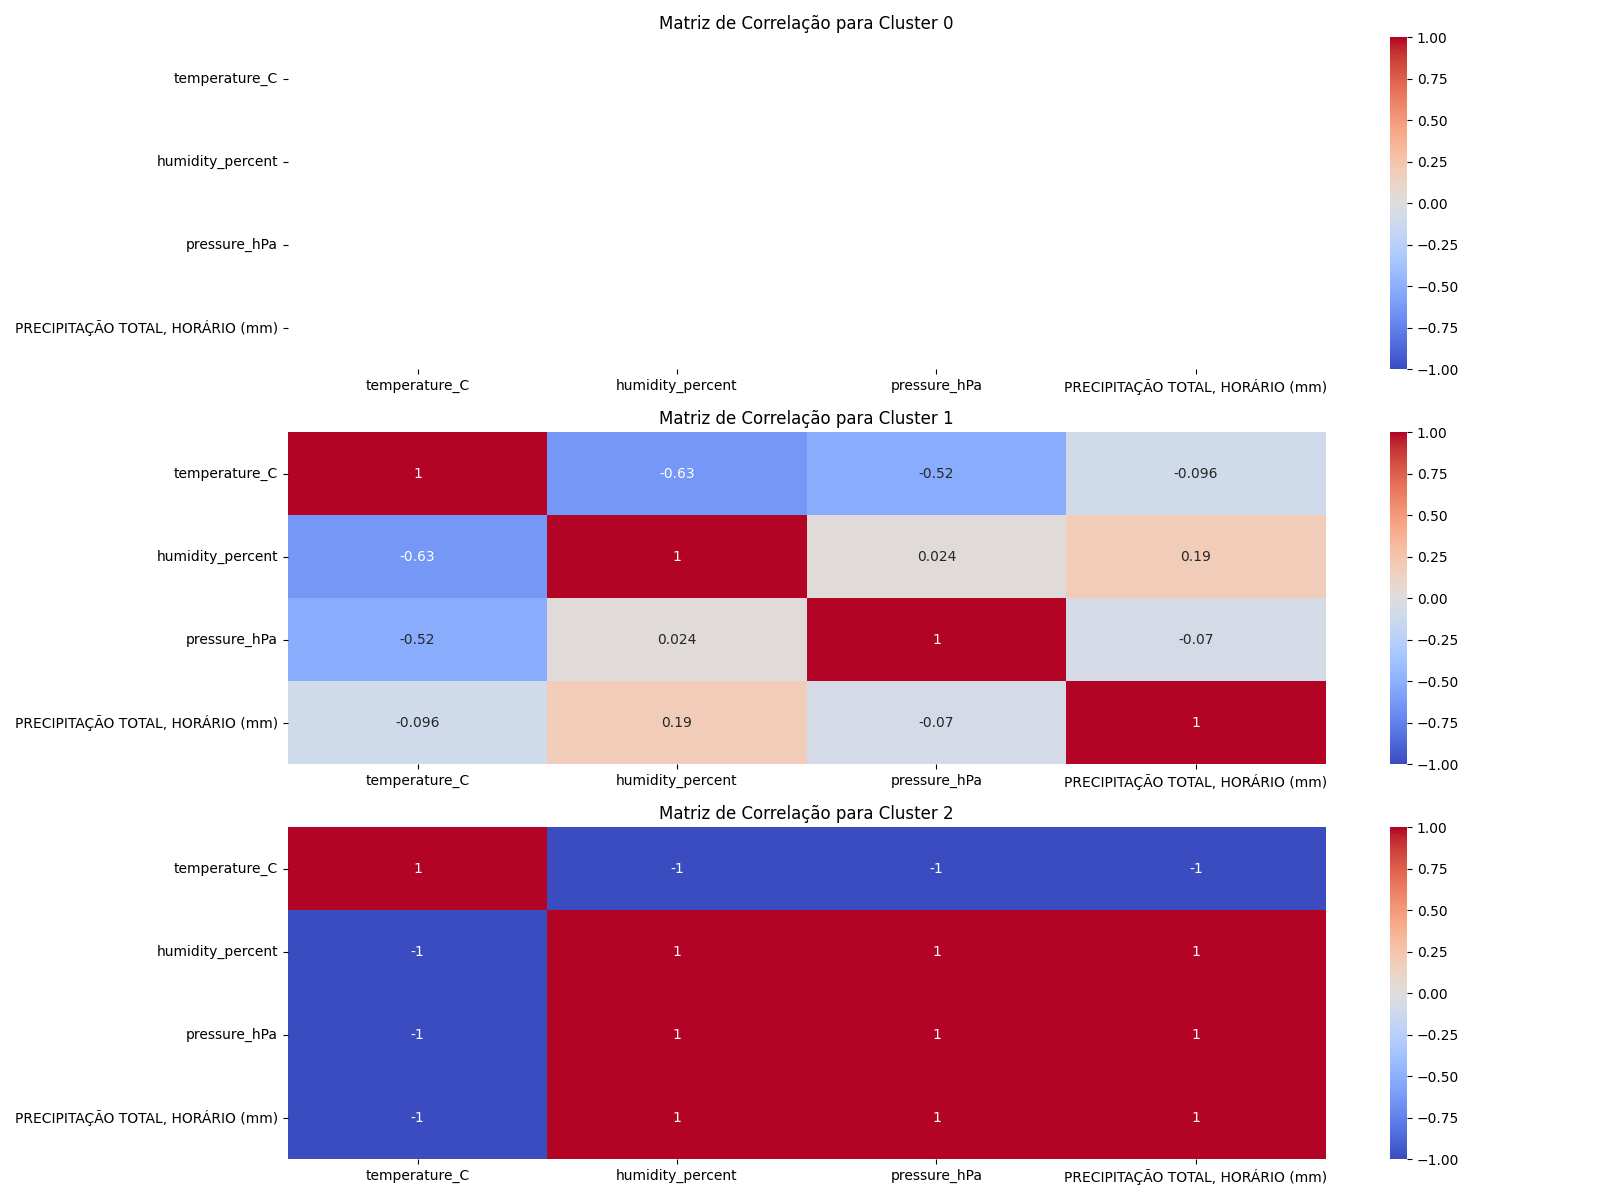 Matriz de Correlação para Cluster 0
temperature_C
humidity_percent
pressure_hPa
PRECIPITAÇÃO TOTAL, HORÁRIO (mm)
temperature_C humidity_percent pressure_hPa PRECIPITAÇÃO TOTAL, HORÁRIO (mm)
1.00
0.75
0.50
0.25
0.00
−0.25
−0.50
−0.75
−1.00
Matriz de Correlação para Cluster 1
temperature_C 1 -0.63 -0.52 -0.096
humidity_percent -0.63 1 0.024 0.19
pressure_hPa -0.52 0.024 1 -0.07
PRECIPITAÇÃO TOTAL, HORÁRIO (mm) -0.096 0.19 -0.07 1
temperature_C humidity_percent pressure_hPa PRECIPITAÇÃO TOTAL, HORÁRIO (mm)
1.00
0.75
0.50
0.25
0.00
−0.25
−0.50
−0.75
−1.00
Matriz de Correlação para Cluster 2
temperature_C 1 -1 -1 -1
humidity_percent -1 1 1 1
pressure_hPa -1 1 1 1
PRECIPITAÇÃO TOTAL, HORÁRIO (mm) -1 1 1 1
temperature_C humidity_percent pressure_hPa PRECIPITAÇÃO TOTAL, HORÁRIO (mm)
1.00
0.75
0.50
0.25
0.00
−0.25
−0.50
−0.75
−1.00